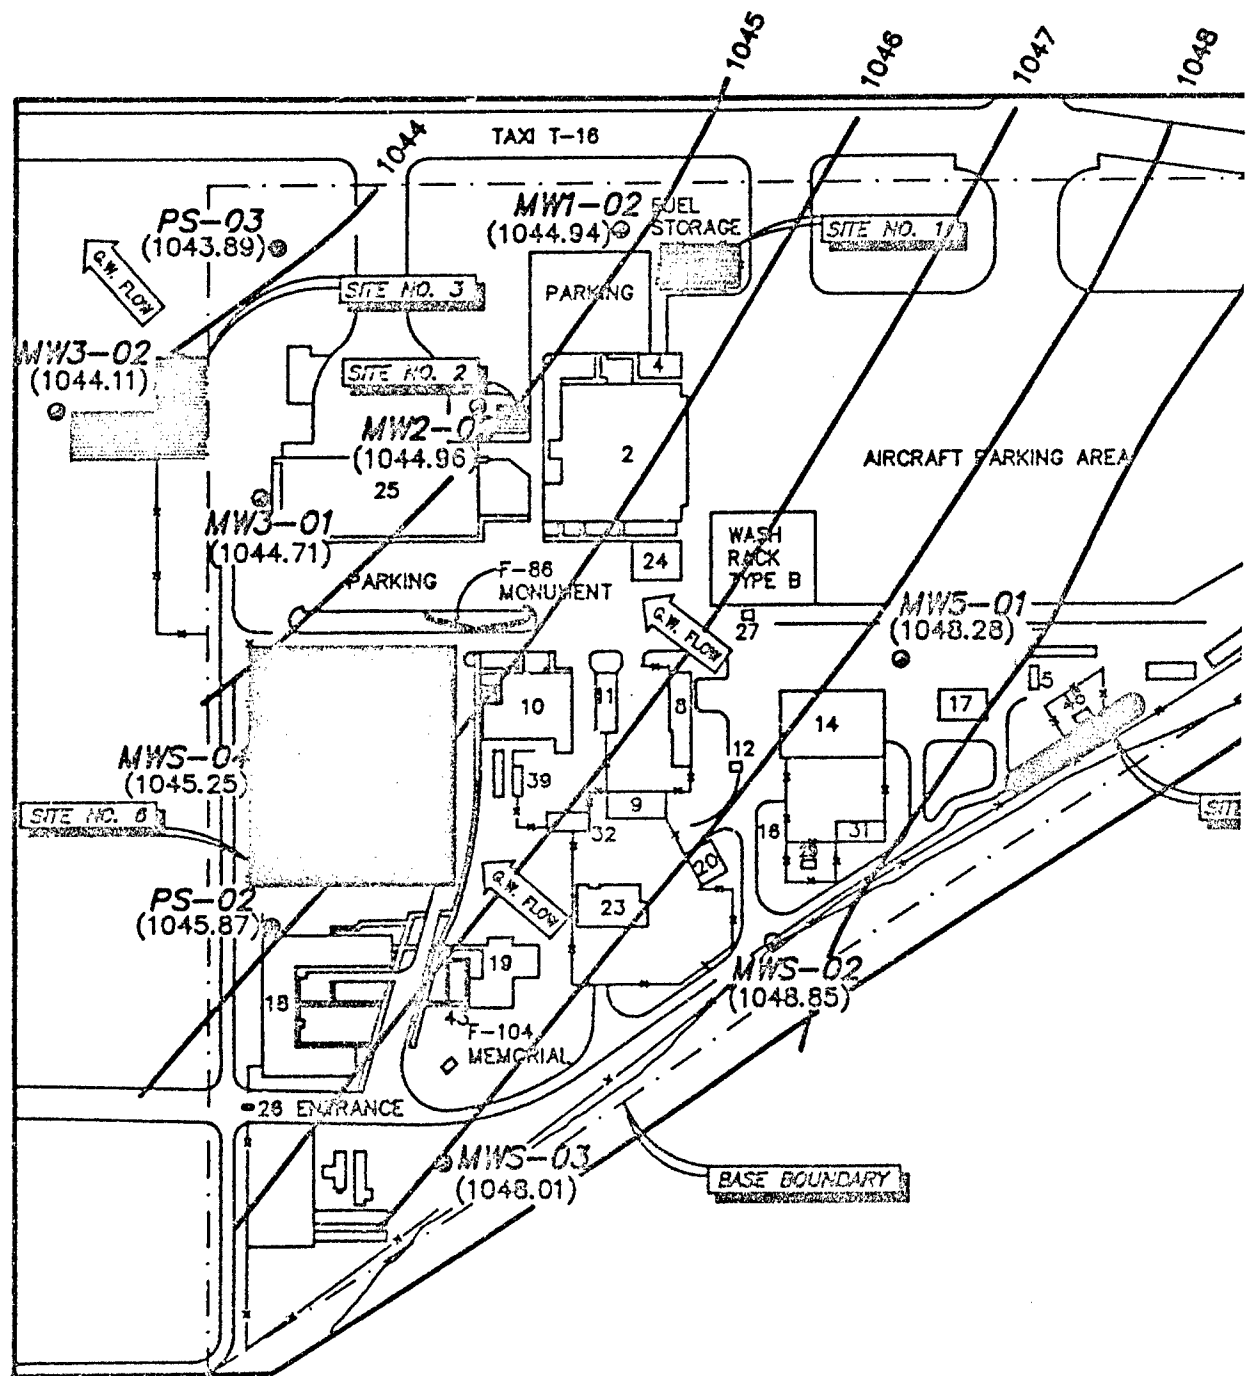 1045
1046
1047
1048
1044
TAXI T-16
PS-03
(1043.89)
MW1-02
(1044.94)
FUEL
STORAGE
SITE NO. 1
G.W. FLOW
SITE NO. 3
PARKING
MW3-02
(1044.11)
SITE NO. 2
4
MW2-0
(1044.96)
2
AIRCRAFT PARKING AREA
25
MW3-01
(1044.71)
WASH
RACK
TYPE B
24
PARKING
F-86
MONUMENT
27
G.W. FLOW
MW5-01
(1048.28)
5
10
11
8
14
17
MWS-04
(1045.25)
12
39
9
SITE NO. 6
32
16
31
20
G.W. FLOW
PS-02
(1045.87)
23
19
18
MWS-02
(1048.85)
43
F-104
MEMORIAL
26 ENTRANCE
MWS-03
(1048.01)
BASE BOUNDARY